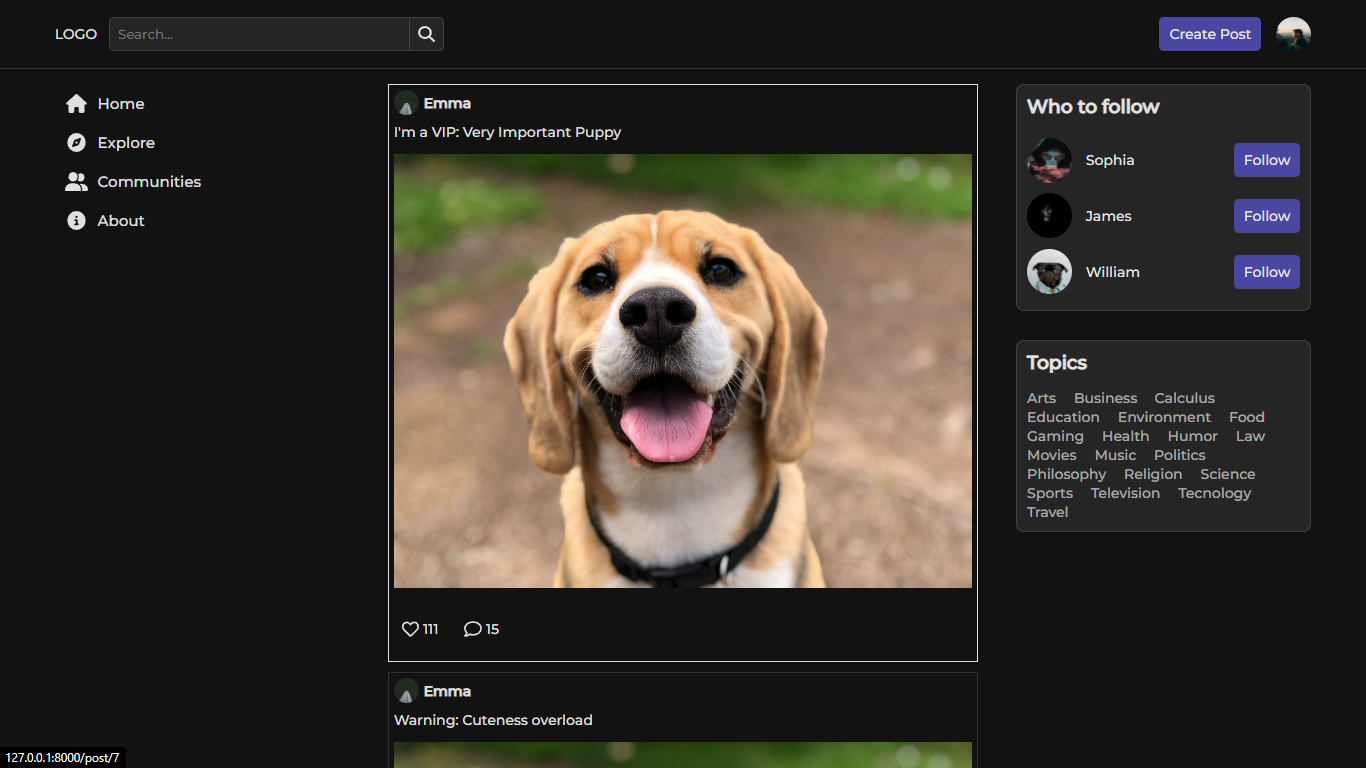 LOGO Search... Create Post
Home
Explore
Communities
About
Emma
I'm a VIP: Very Important Puppy
111 15
Emma
Warning: Cuteness overload
Who to follow
Sophia Follow
James Follow
William Follow
Topics
Arts Business Calculus
Education Environment Food
Gaming Health Humor Law
Movies Music Politics
Philosophy Religion Science
Sports Television Tecnology
Travel
127.0.0.1:8000/post/7